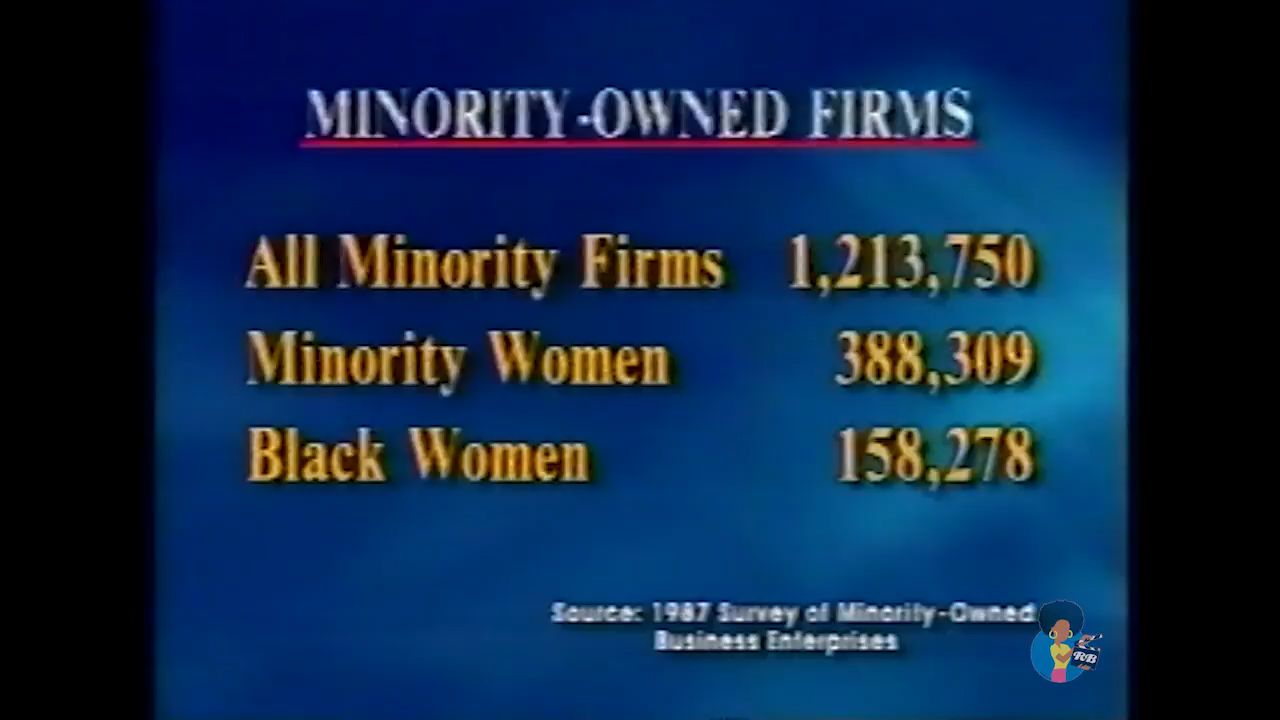 MINORITY-OWNED FIRMS
All Minority Firms 1,213,750
Minority Women 388,309
Black Women 158,278
Source: 1987 Survey of Minority-Owned
Business Enterprises
RB